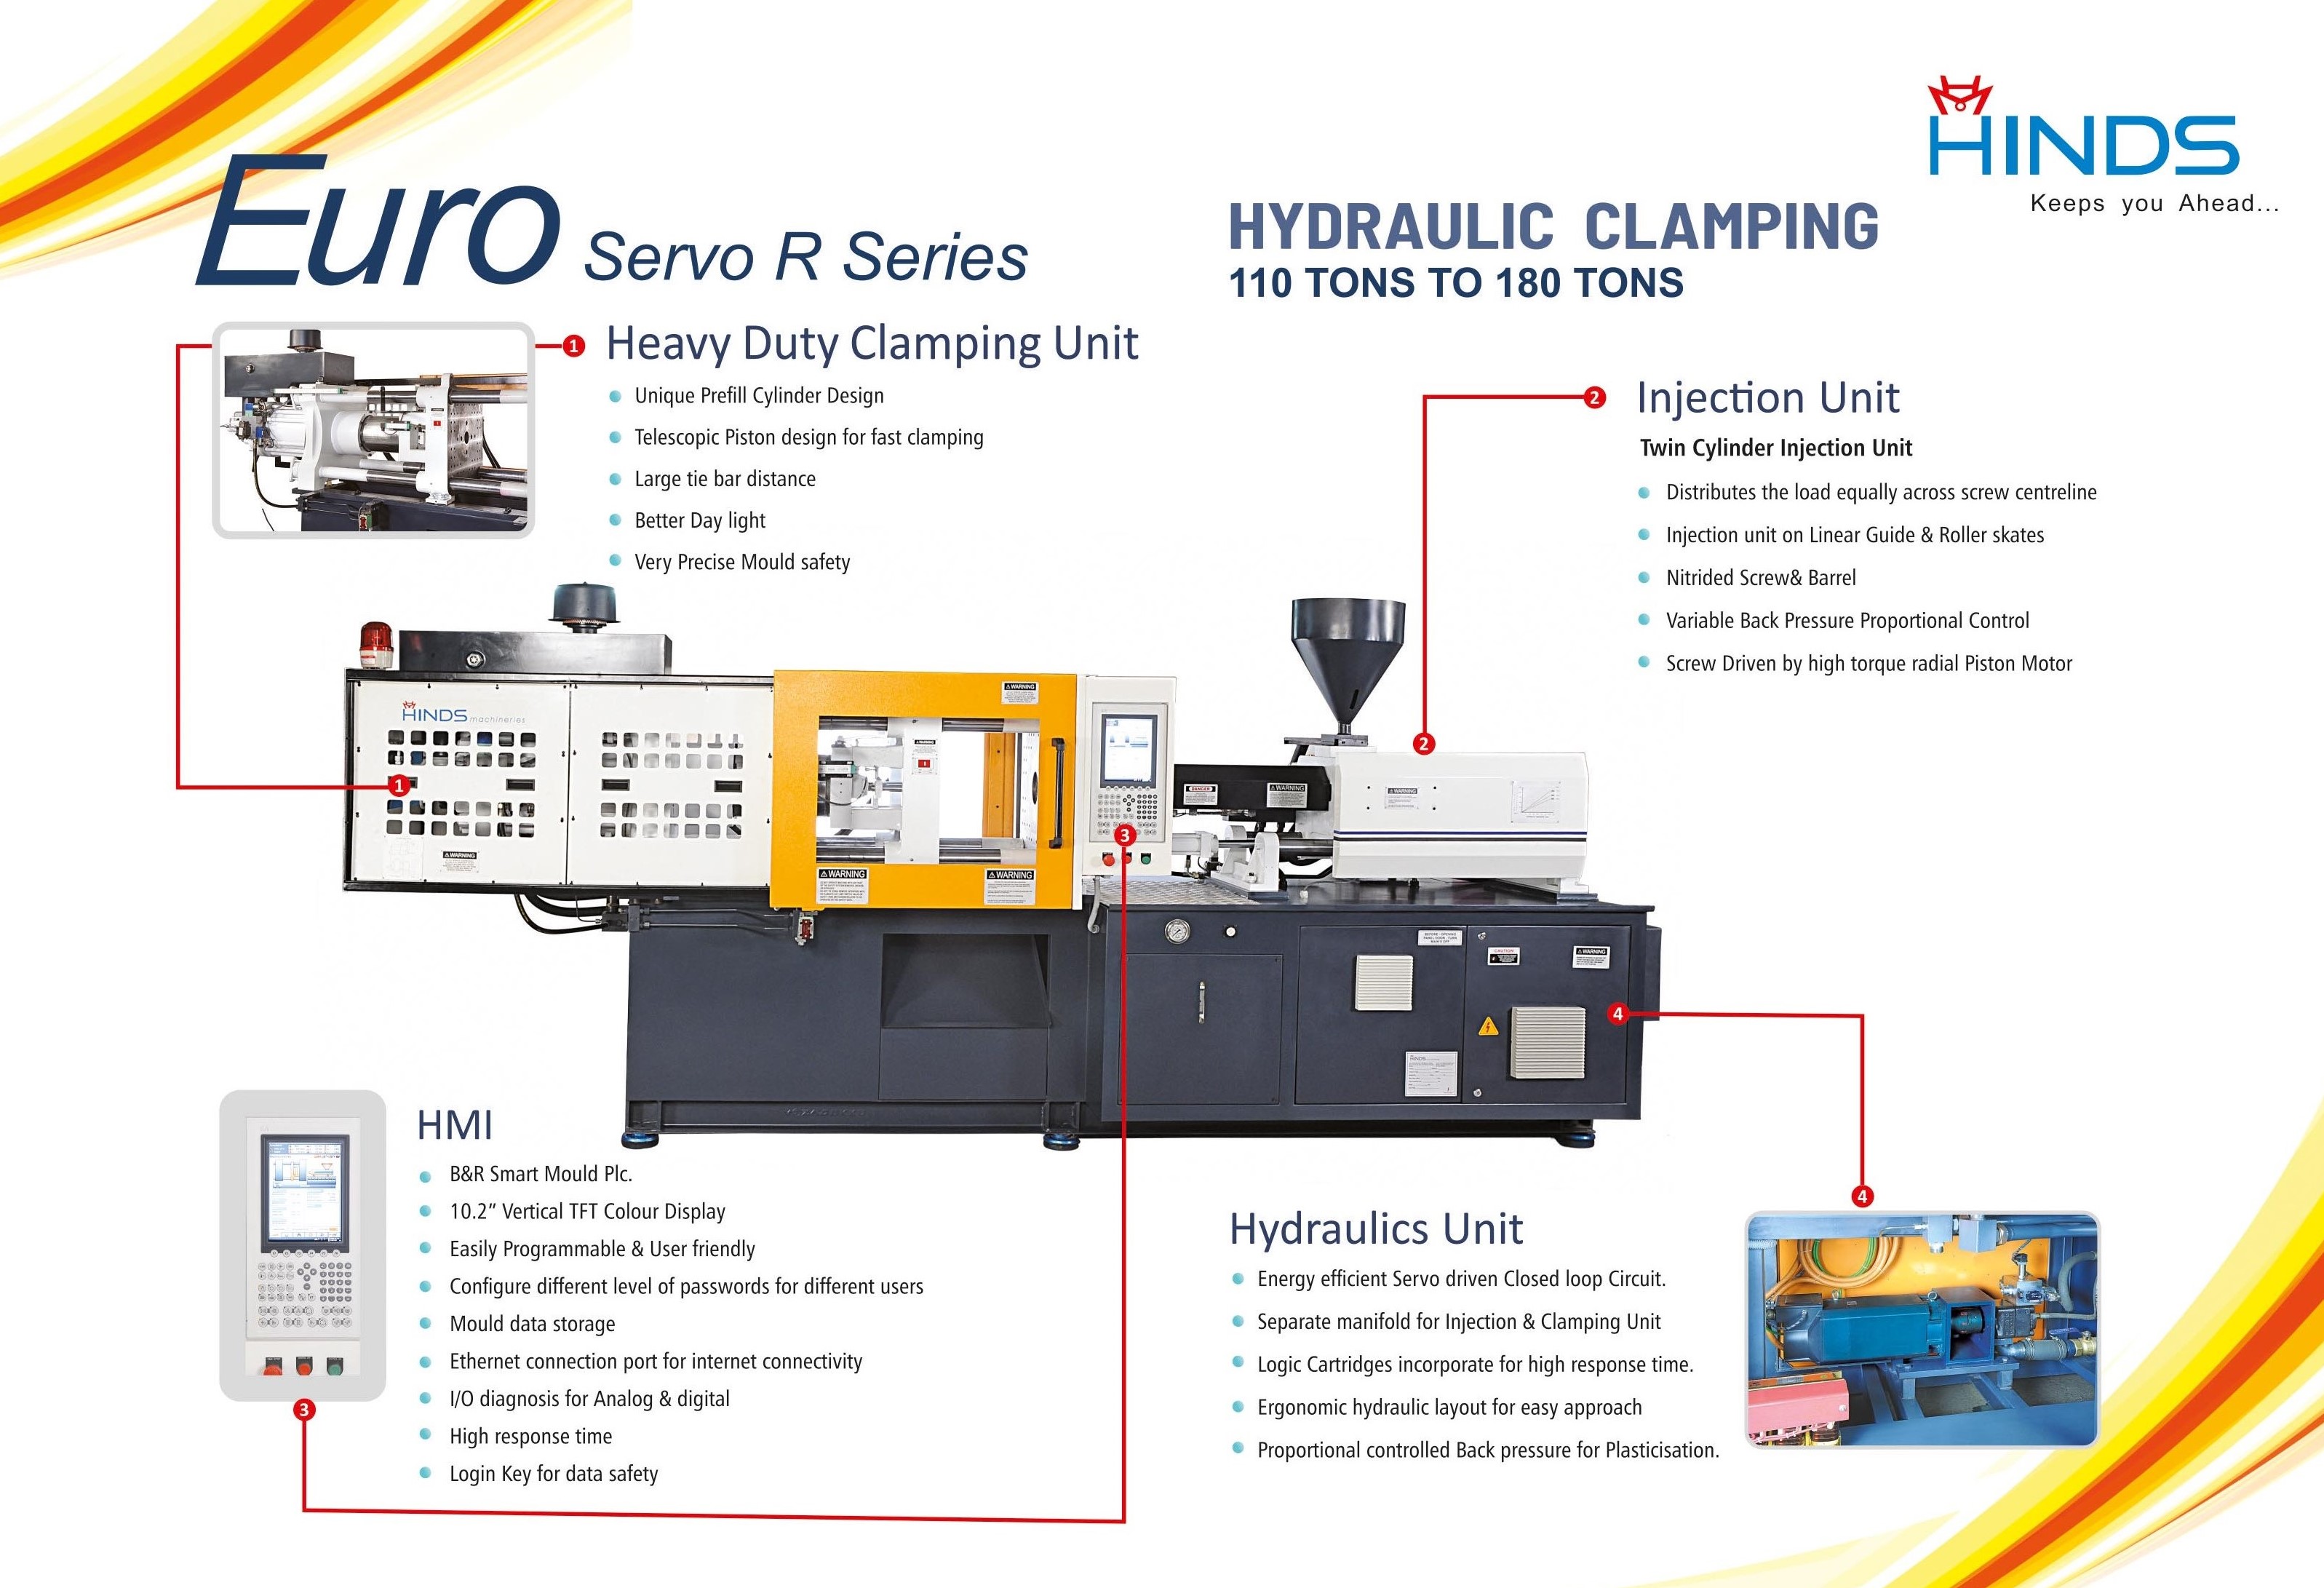 HINDS
Keeps you Ahead...
Euro Servo R Series
HYDRAULIC CLAMPING
110 TONS TO 180 TONS
1
Heavy Duty Clamping Unit
Unique Prefill Cylinder Design
Telescopic Piston design for fast clamping
Large tie bar distance
Better Day light
Very Precise Mould safety
2
Injection Unit
Twin Cylinder Injection Unit
Distributes the load equally across screw centreline
Injection unit on Linear Guide & Roller skates
Nitrided Screw& Barrel
Variable Back Pressure Proportional Control
Screw Driven by high torque radial Piston Motor
HINDS machineries
WARNING
1
WARNING
WARNING
WARNING
3
2
DANGER
WARNING
WARNING
CAUTION
WARNING
4
HINDS
4
HMI
B&R Smart Mould Plc.
10.2” Vertical TFT Colour Display
Easily Programmable & User friendly
Configure different level of passwords for different users
Mould data storage
Ethernet connection port for internet connectivity
I/O diagnosis for Analog & digital
High response time
Login Key for data safety
3
Hydraulics Unit
Energy efficient Servo driven Closed loop Circuit.
Separate manifold for Injection & Clamping Unit
Logic Cartridges incorporate for high response time.
Ergonomic hydraulic layout for easy approach
Proportional controlled Back pressure for Plasticisation.